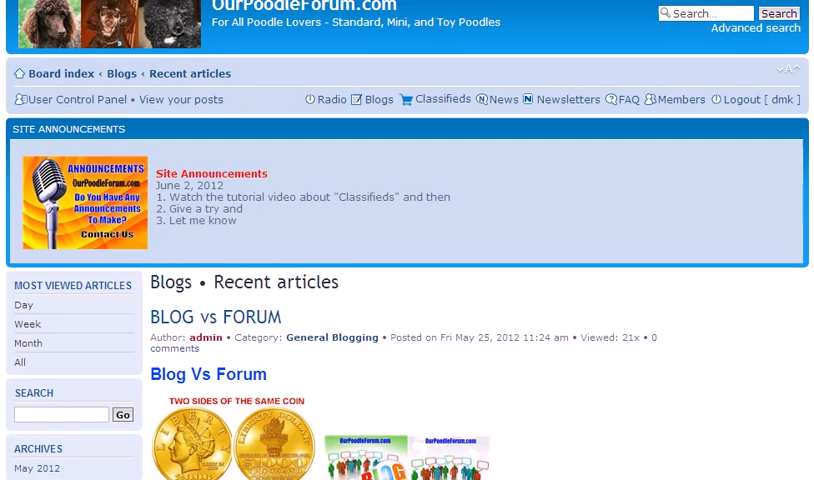 OurPoodleForum.com
For All Poodle Lovers - Standard, Mini, and Toy Poodles
Search...
Search
Advanced search
Board index ‹ Blogs ‹ Recent articles
User Control Panel • View your posts
Radio Blogs Classifieds News Newsletters FAQ Members Logout [ dmk ]
SITE ANNOUNCEMENTS
ANNOUNCEMENTS
OurPoodleForum.com
Do You Have Any
Announcements
To Make?
Contact Us
Site Announcements
June 2, 2012
1. Watch the tutorial video about "Classifieds" and then
2. Give a try and
3. Let me know
MOST VIEWED ARTICLES
Day
Week
Month
All
SEARCH
Go
ARCHIVES
May 2012
Blogs • Recent articles
BLOG vs FORUM
Author: admin • Category: General Blogging • Posted on Fri May 25, 2012 11:24 am • Viewed: 21x • 0
comments
Blog Vs Forum
TWO SIDES OF THE SAME COIN
LIBERTY
LIBERTY DOLLAR
OurPoodleForum.com
BLOG
OurPoodleForum.com